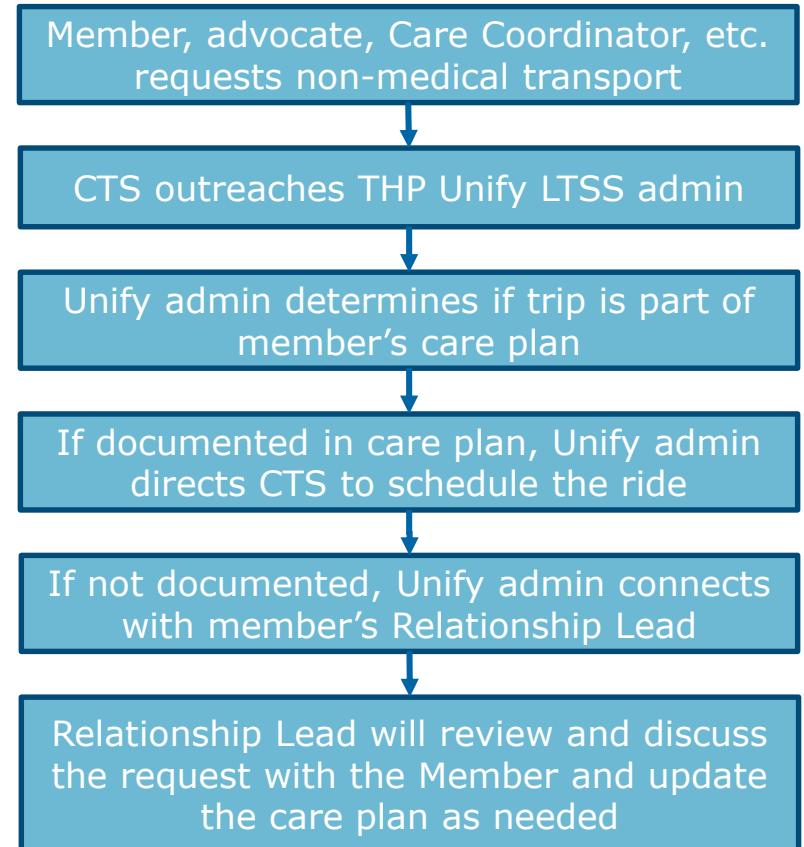 Member, advocate, Care Coordinator, etc.
requests non-medical transport
CTS outreaches THP Unify LTSS admin
Unify admin determines if trip is part of
member’s care plan
If documented in care plan, Unify admin
directs CTS to schedule the ride
If not documented, Unify admin connects
with member’s Relationship Lead
Relationship Lead will review and discuss
the request with the Member and update
the care plan as needed